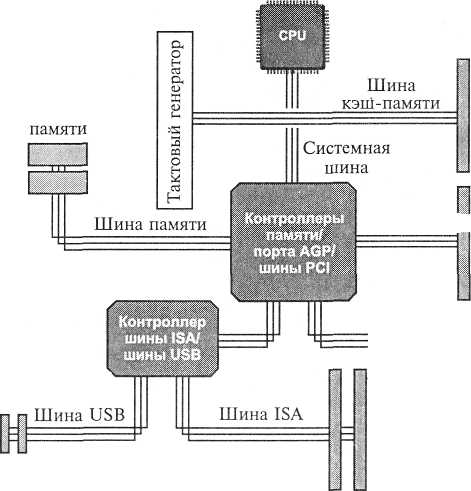 CPU
Шина
кэш-памяти
Тактовый генератор
памяти
Системная
шина
Шина памяти
Контроллеры
памяти/
порта AGP/
шины PCI
Контроллер
шины ISA/
шины USB
Шина USB
Шина ISA